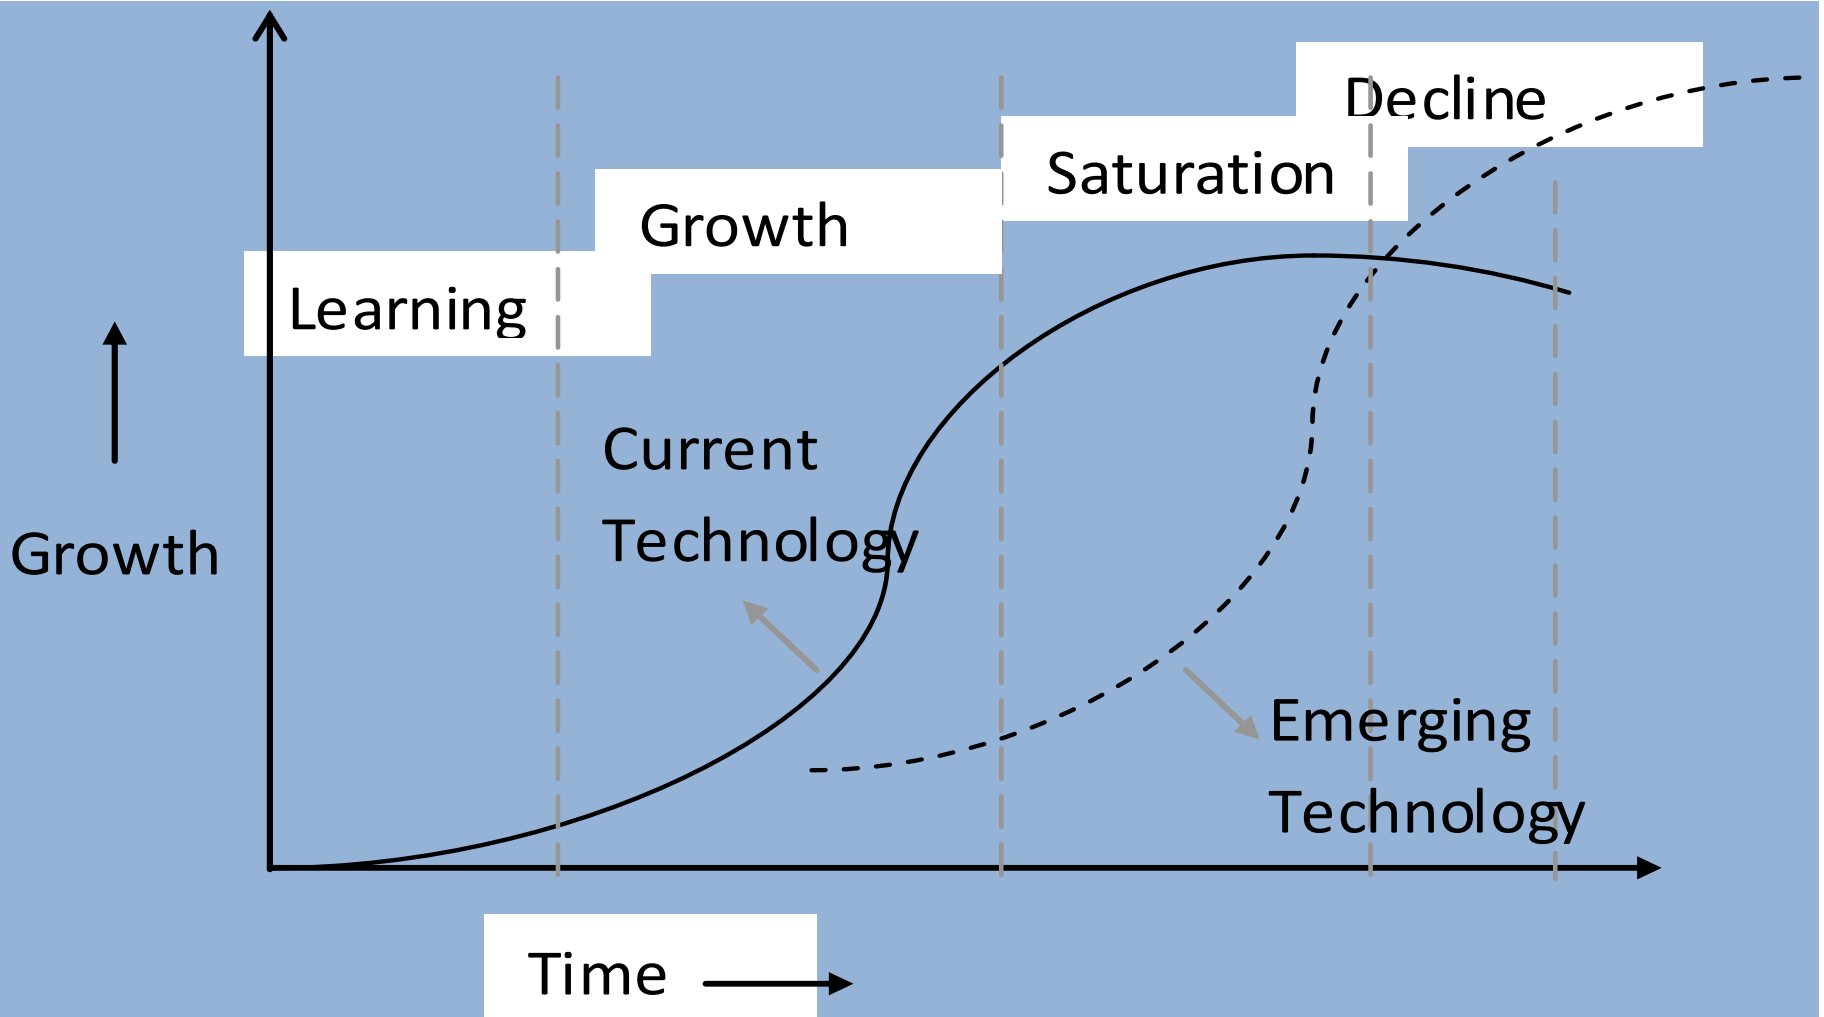 Decline
Saturation
Growth
Learning
Current
Technology
Growth
Emerging
Technology
Time